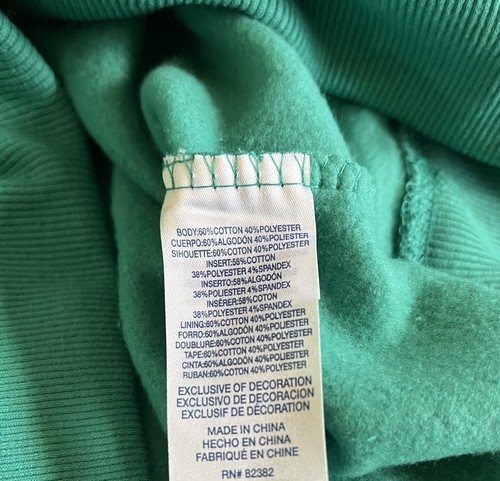 BODY:60%COTTON 40%POLYESTER
CUERPO:60%ALGODÓN 40%POLIESTER
SIHOUETTE:60%COTON 40%POLYESTER
INSERT:58%COTTON
38%POLYESTER 4%SPANDEX
INSERTO:58%ALGODÓN
38%POLIESTER 4%SPANDEX
INSÉRER:58%COTON
38%POLYESTER 4%SPANDEX
LINING:60%COTTON 40%POLYESTER
FORRO:60%ALGODÓN 40%POLIESTER
DOUBLURE:60%COTON 40%POLYESTER
TAPE:60%COTTON 40%POLYESTER
CINTA:60%ALGODÓN 40%POLIESTER
RUBAN:60%COTON 40%POLYESTER
EXCLUSIVE OF DECORATION
EXCLUSIVO DE DECORACION
EXCLUSIF DE DÉCORATION
MADE IN CHINA
HECHO EN CHINA
FABRIQUÉ EN CHINE
RN# 82382